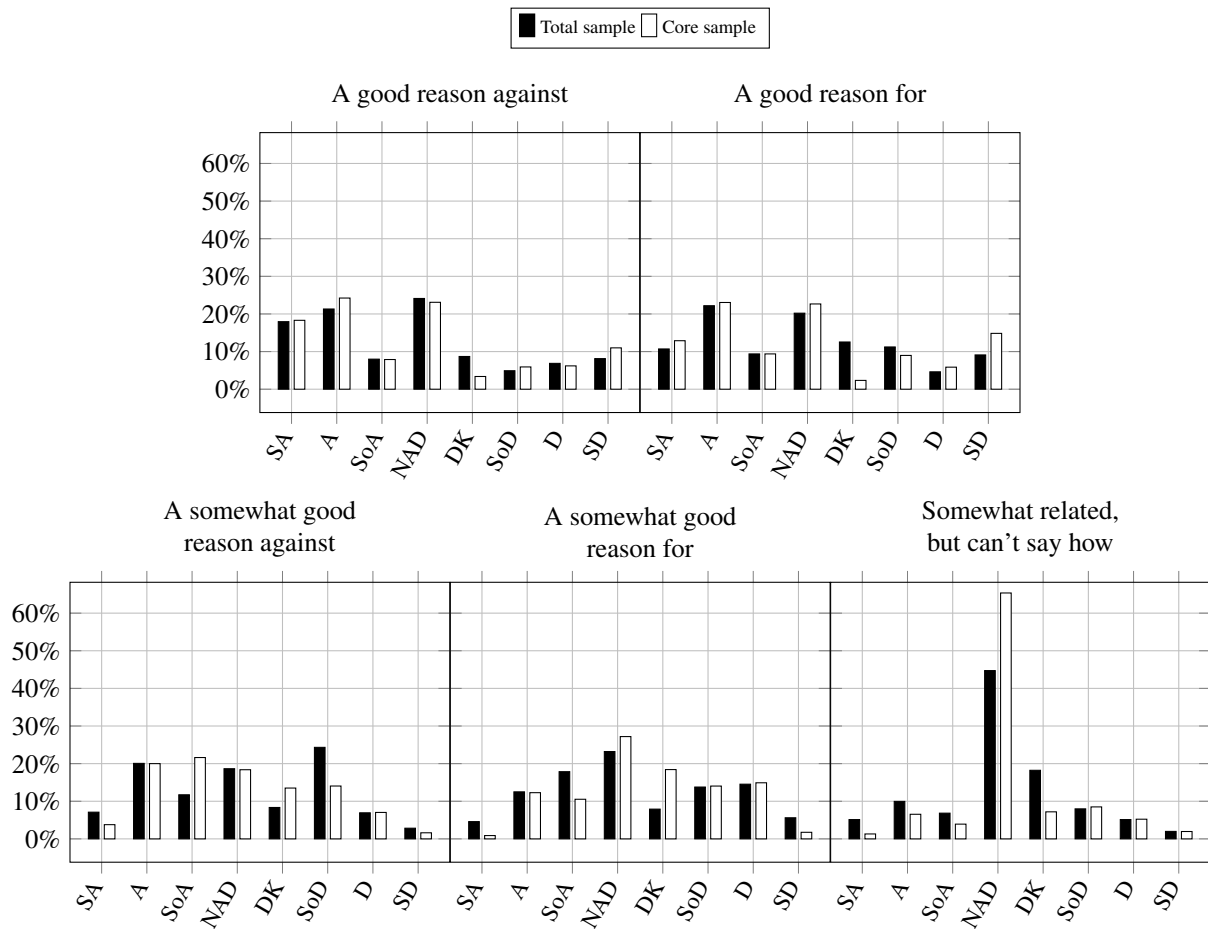 Total sample Core sample
A good reason against
A good reason for
60%
50%
40%
30%
20%
10%
0%
SA A SoA NAD DK SoD D SD
SA A SoA NAD DK SoD D SD
A somewhat good
reason against
A somewhat good
reason for
Somewhat related,
but can't say how
60%
50%
40%
30%
20%
10%
0%
SA A SoA NAD DK SoD D SD
SA A SoA NAD DK SoD D SD
SA A SoA NAD DK SoD D SD